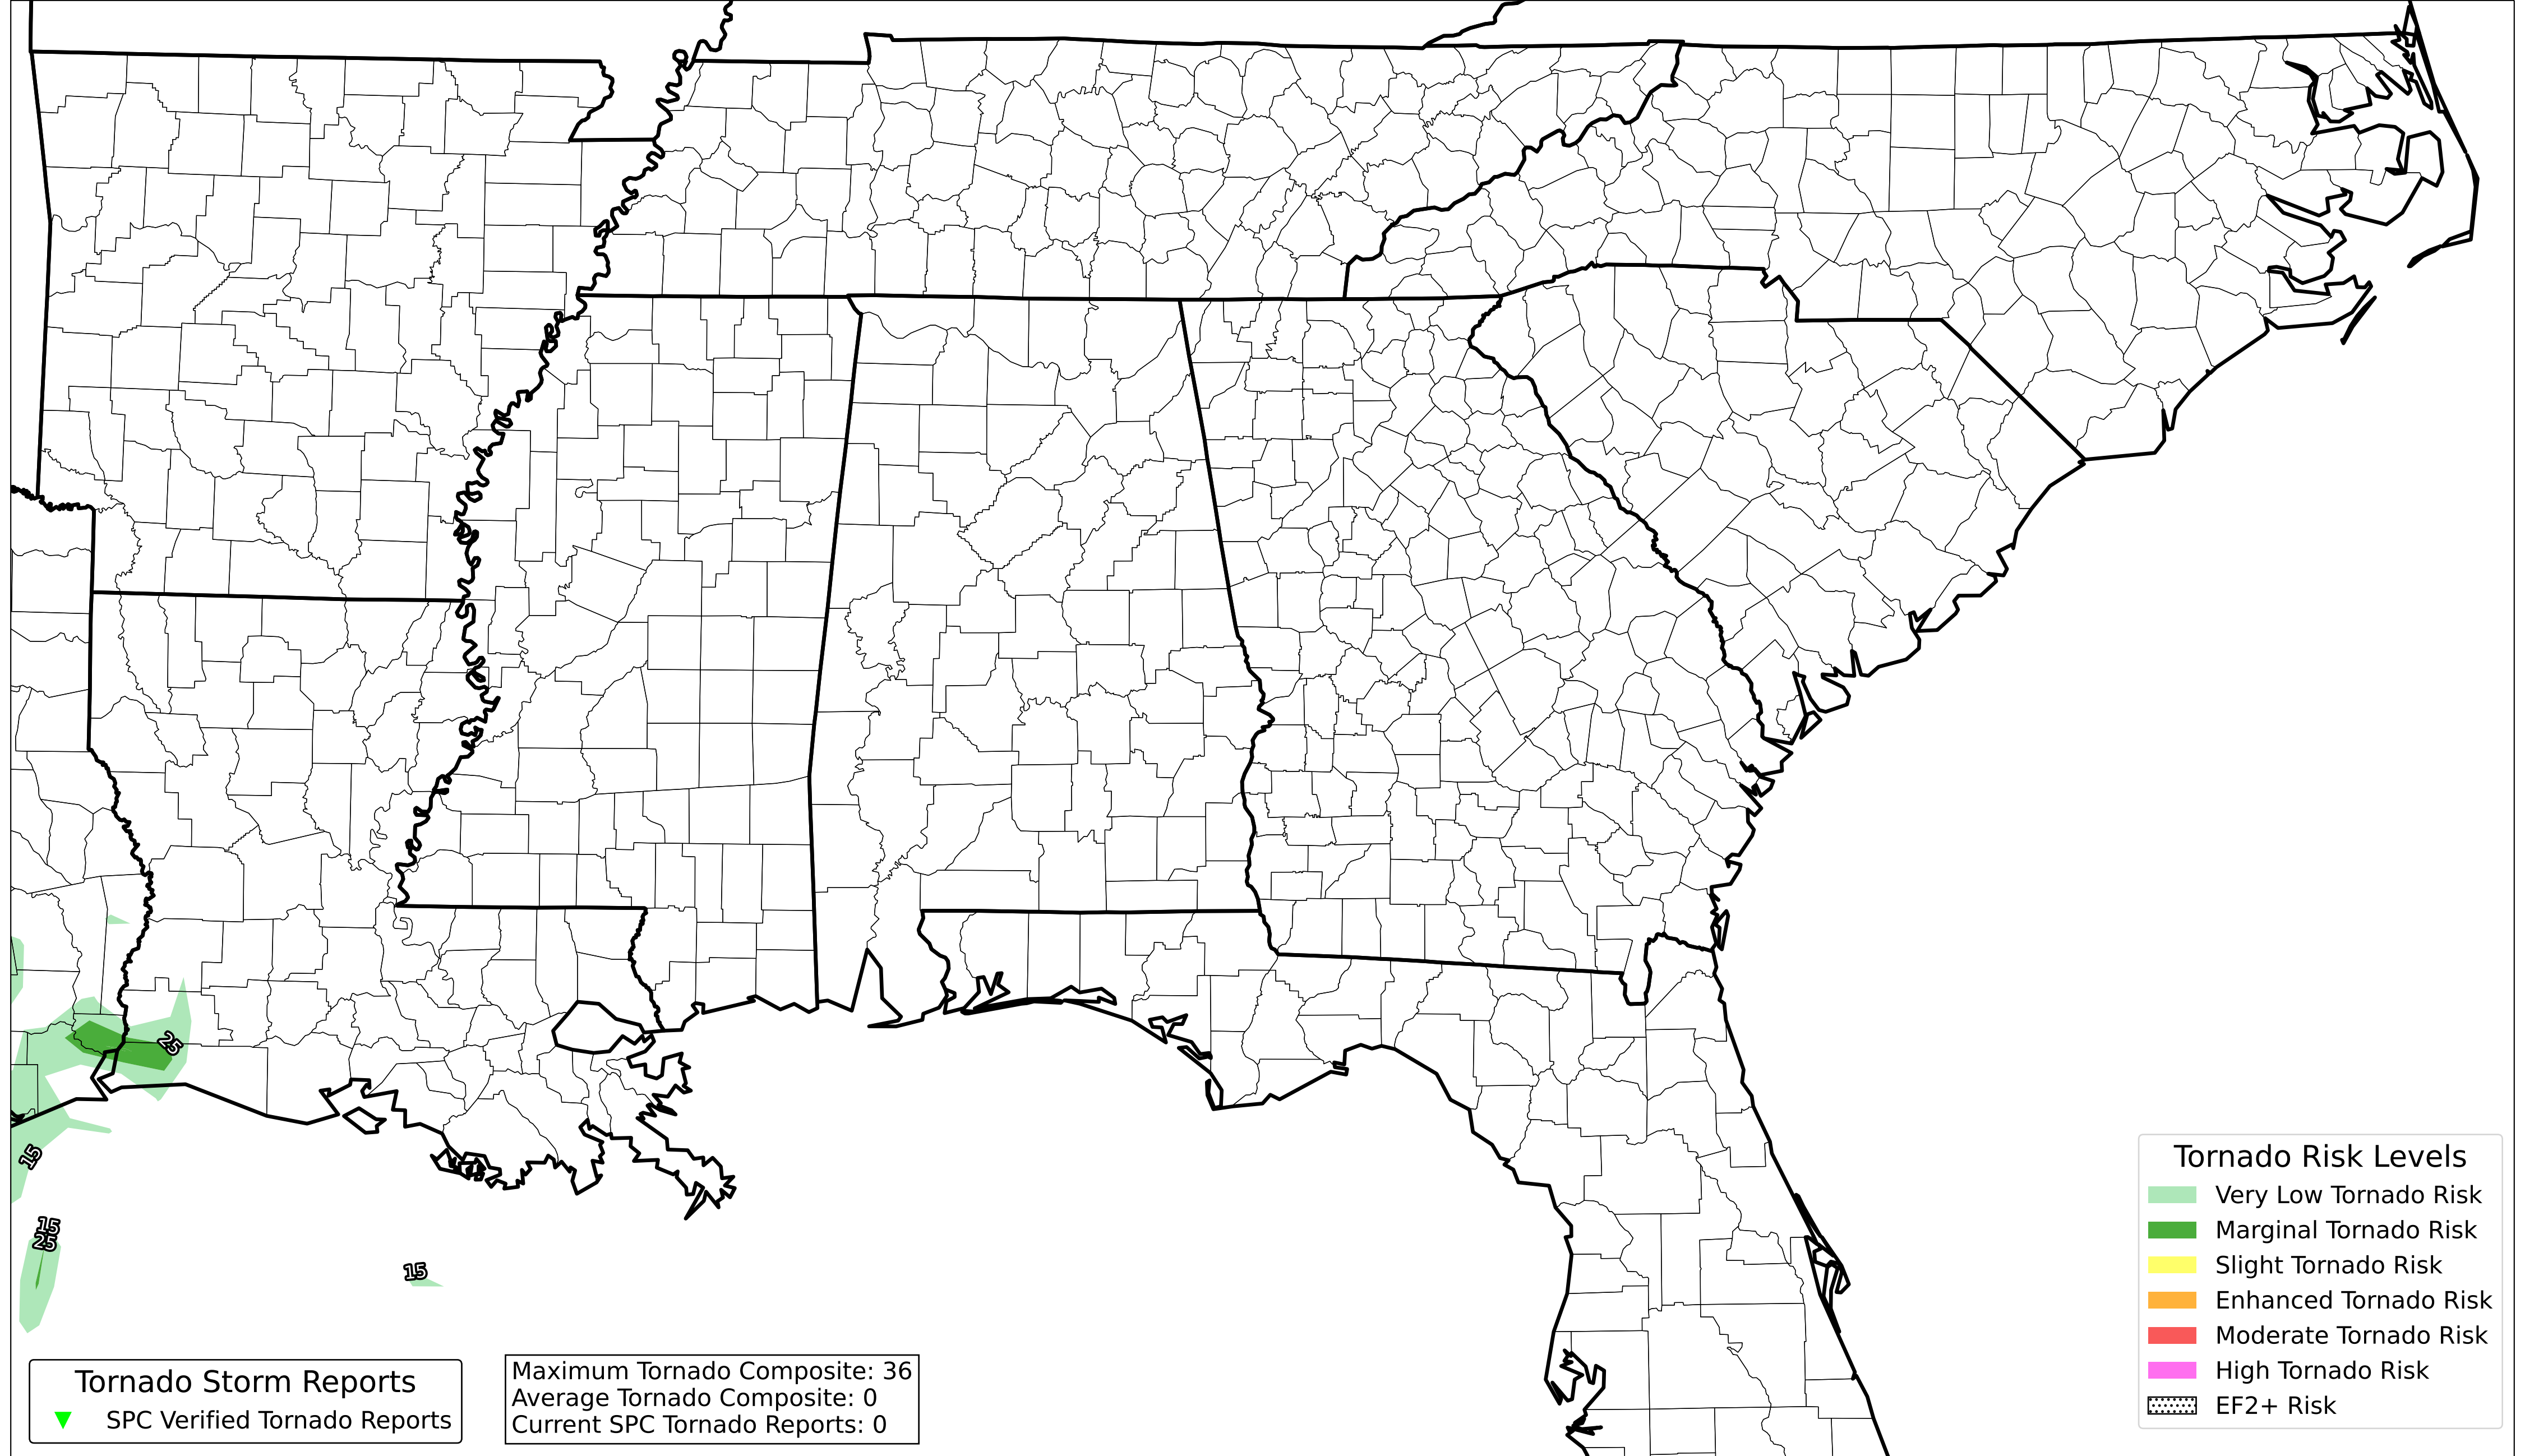 25
15
15
25
15
Tornado Storm Reports
SPC Verified Tornado Reports
Maximum Tornado Composite: 36
Average Tornado Composite: 0
Current SPC Tornado Reports: 0
Tornado Risk Levels
Very Low Tornado Risk
Marginal Tornado Risk
Slight Tornado Risk
Enhanced Tornado Risk
Moderate Tornado Risk
High Tornado Risk
EF2+ Risk